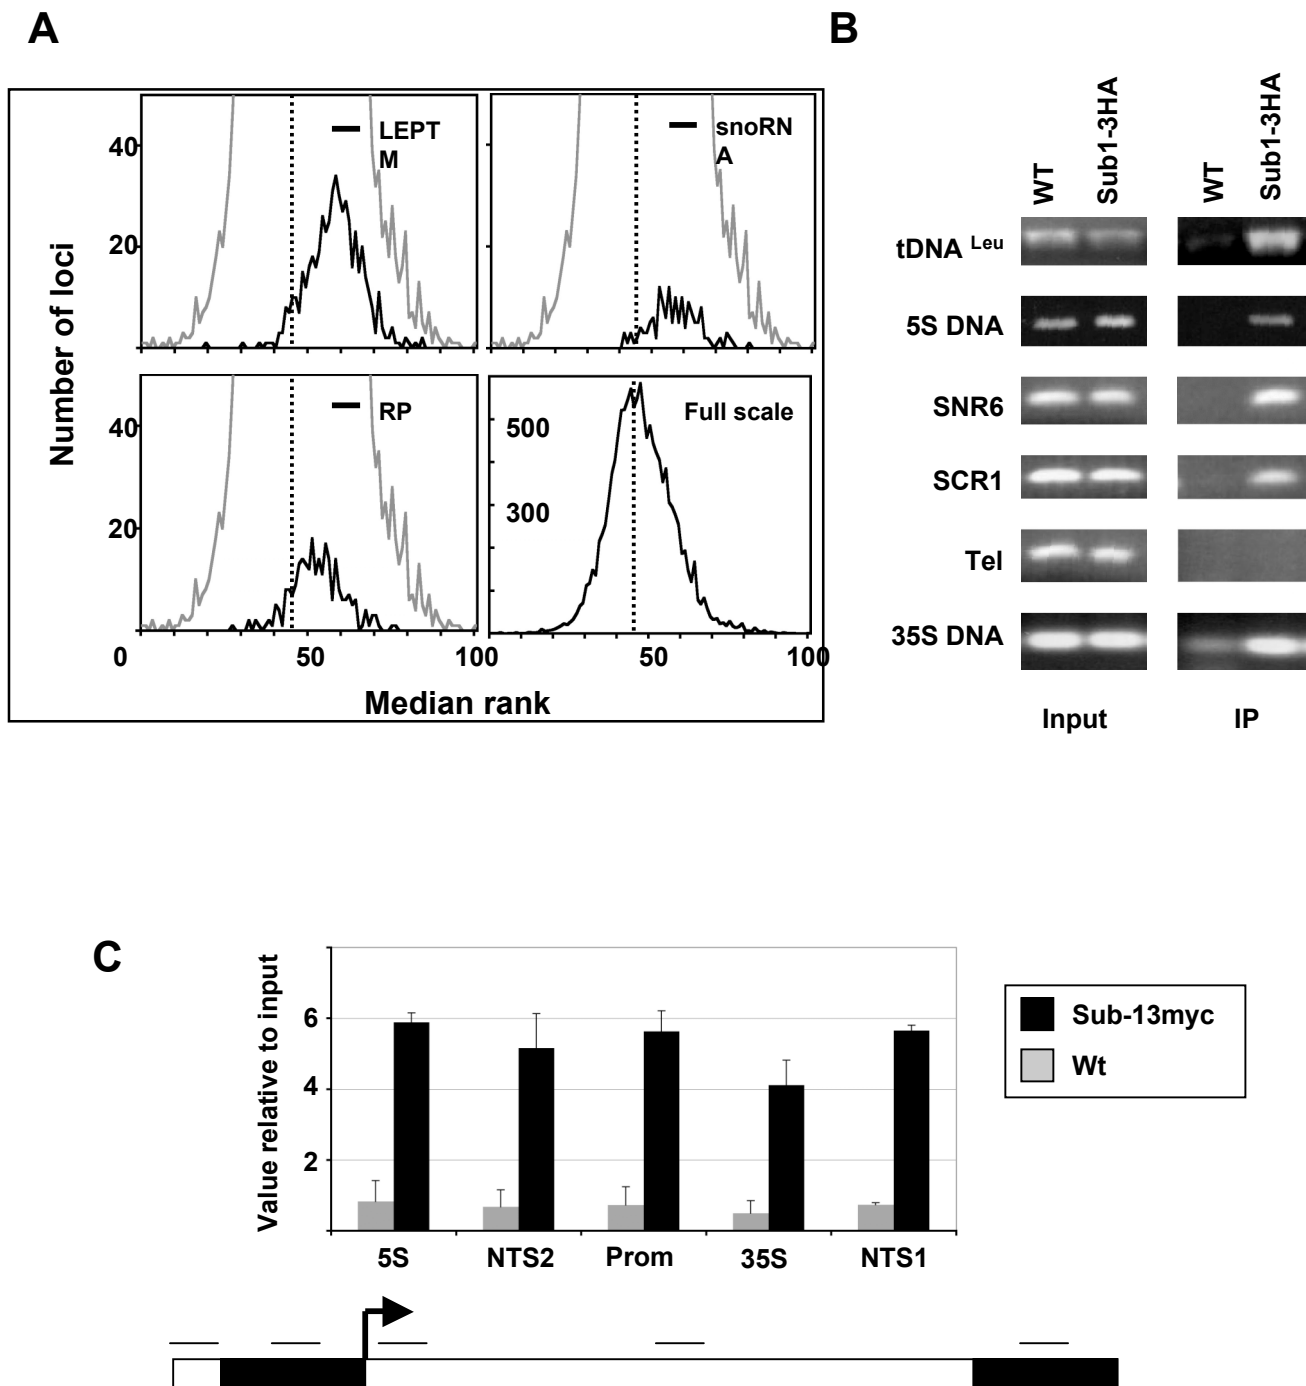 A
B
LEPT
M
snoRN
A
40
20
RP
Full scale
40
20
500
300
0
50
100
50
100
Number of loci
Median rank
WT
Sub1-3HA
WT
Sub1-3HA
tDNA Leu
5S DNA
SNR6
SCR1
Tel
35S DNA
Input
IP
C
Value relative to input
6
4
2
5S
NTS2
Prom
35S
NTS1
Sub-13myc
Wt